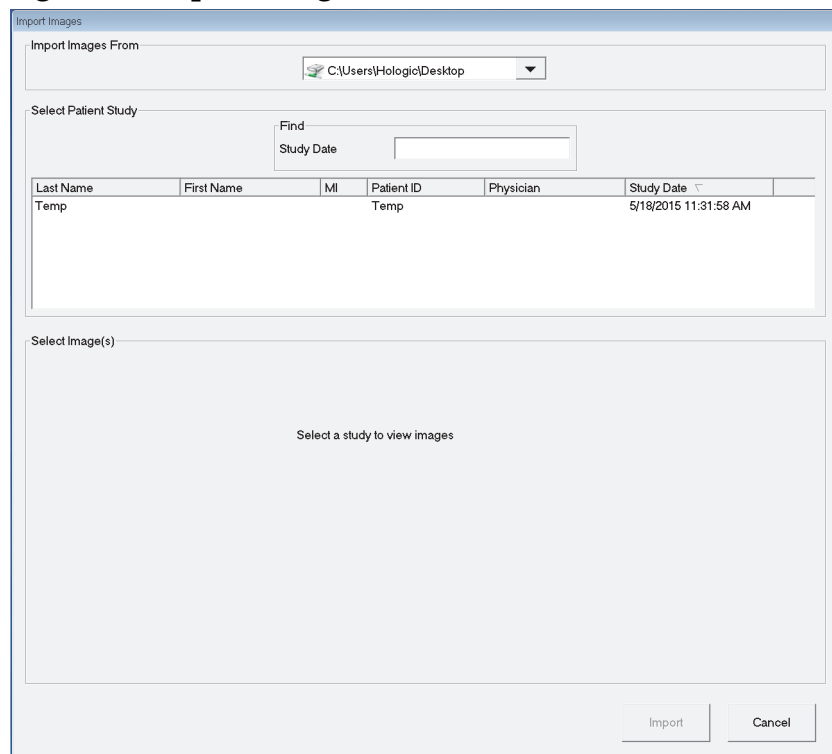 Import Images
Import Images From
C:\Users\Hologic\Desktop
Select Patient Study
Find
Study Date
Last Name First Name MI Patient ID Physician Study Date
Temp Temp 5/18/2015 11:31:58 AM
Select Image(s)
Select a study to view images
Import Cancel